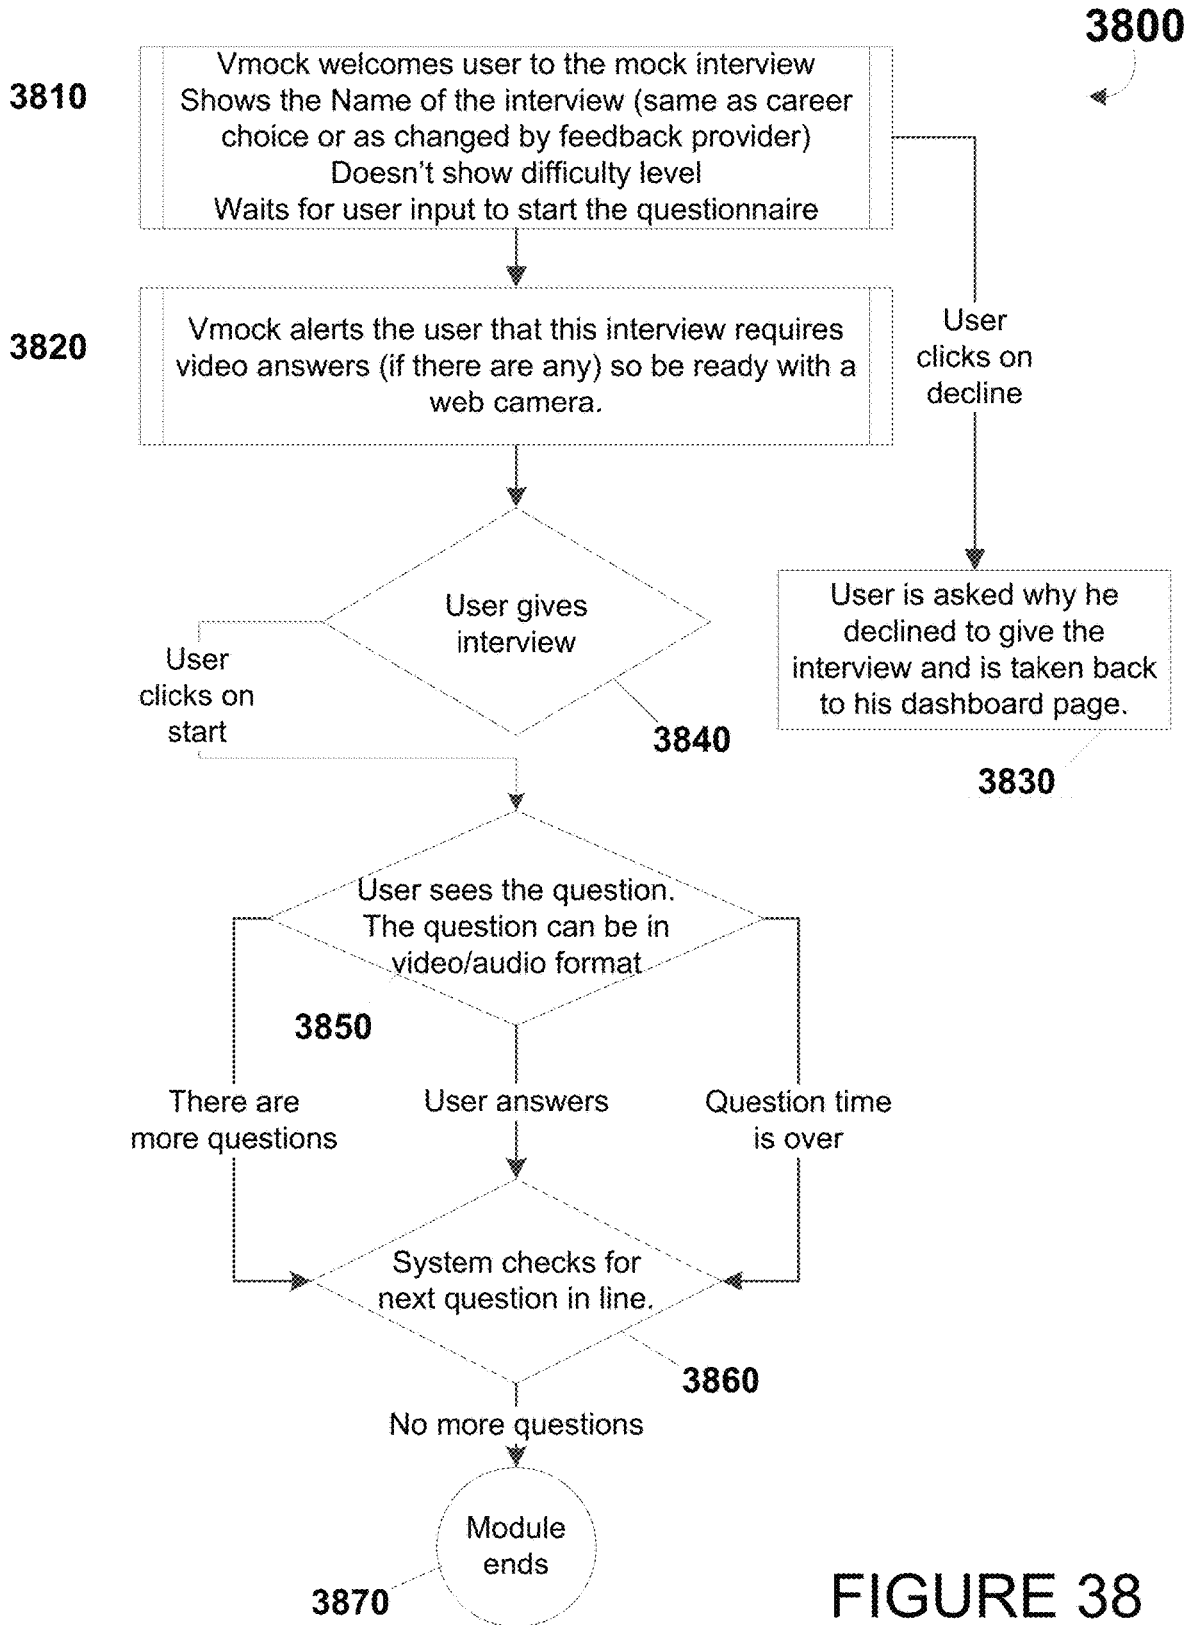 3800
3810
Vmock welcomes user to the mock interview
Shows the Name of the interview (same as career
choice or as changed by feedback provider)
Doesn't show difficulty level
Waits for user input to start the questionnaire
3820
Vmock alerts the user that this interview requires
video answers (if there are any) so be ready with a
web camera.
User
clicks on
decline
User gives
interview
3840
User is asked why he
declined to give the
interview and is taken back
to his dashboard page.
3830
User
clicks on
start
User sees the question.
The question can be in
video/audio format
3850
There are
more questions
User answers
Question time
is over
System checks for
next question in line.
3860
No more questions
Module
ends
3870
FIGURE 38